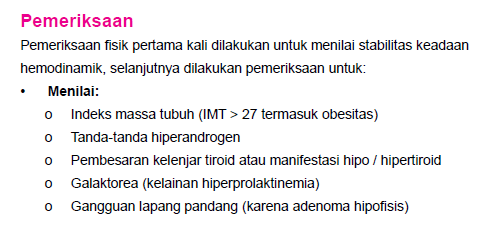 Pemeriksaan
Pemeriksaan fisik pertama kali dilakukan untuk menilai stabilitas keadaan
hemodinamik, selanjutnya dilakukan pemeriksaan untuk:
• Menilai:
o Indeks massa tubuh (IMT > 27 termasuk obesitas)
o Tanda-tanda hiperandrogen
o Pembesaran kelenjar tiroid atau manifestasi hipo / hipertiroid
o Galaktorea (kelainan hiperprolaktinemia)
o Gangguan lapang pandang (karena adenoma hipofisis)